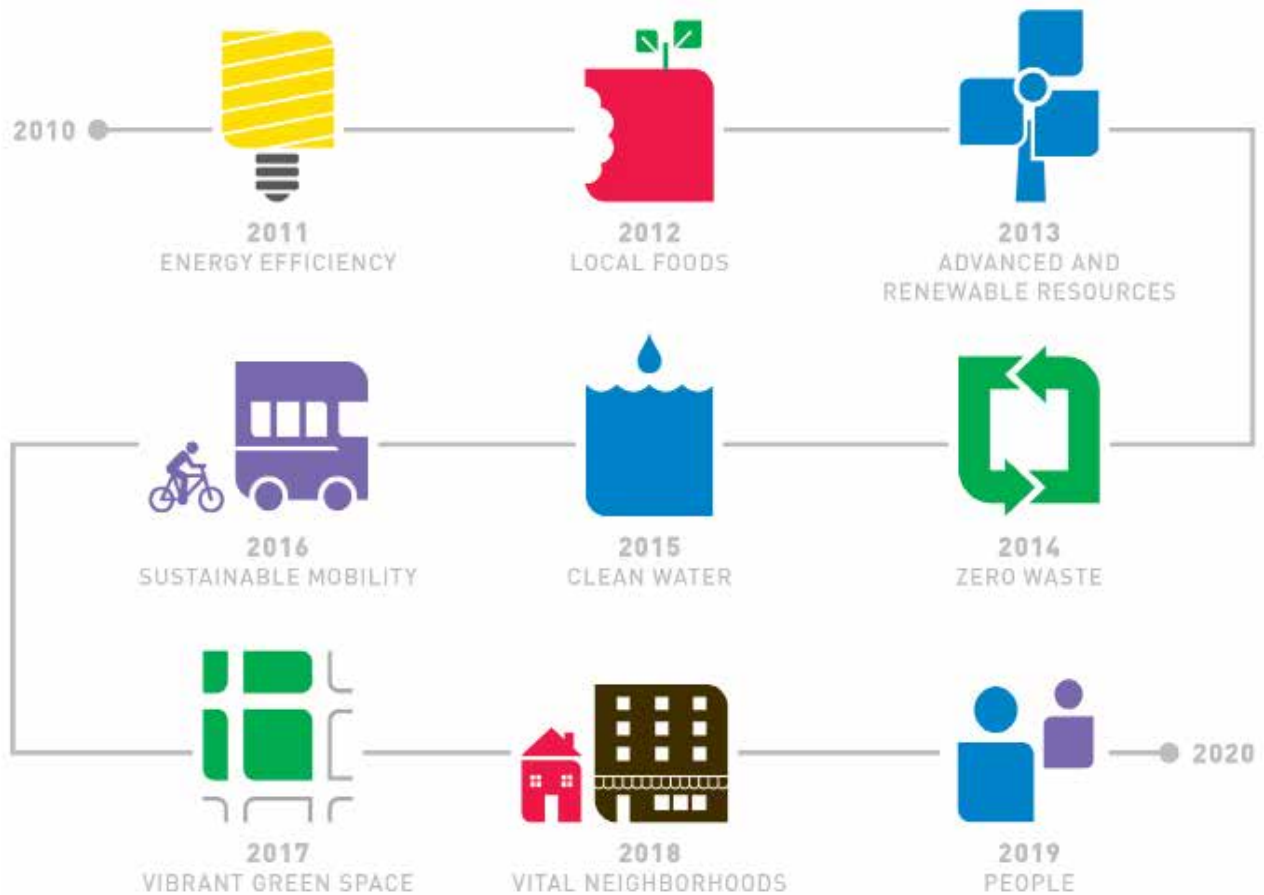 2010
2011
ENERGY EFFICIENCY
2012
LOCAL FOODS
2013
ADVANCED AND
RENEWABLE RESOURCES
2016
SUSTAINABLE MOBILITY
2015
CLEAN WATER
2014
ZERO WASTE
2017
VIBRANT GREEN SPACE
2018
VITAL NEIGHBORHOODS
2019
PEOPLE
2020